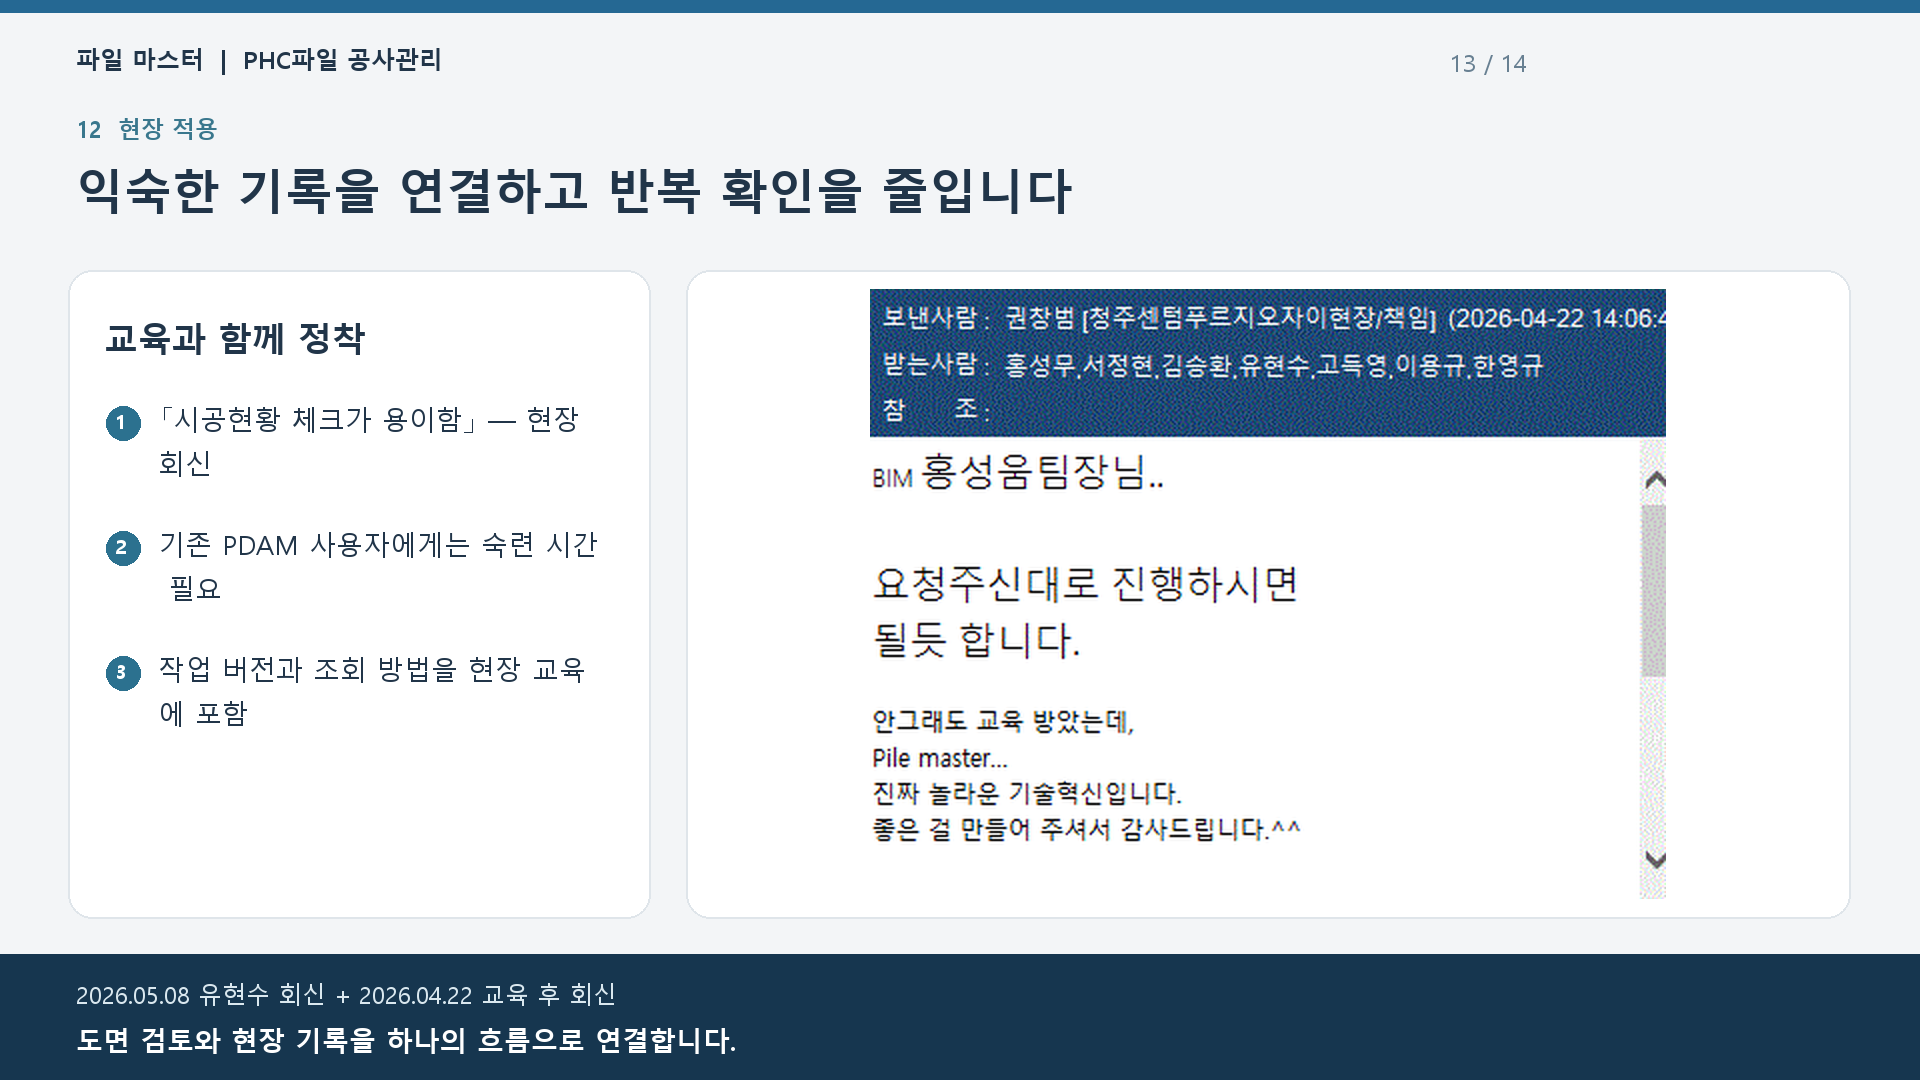 파일 마스터 | PHC파일 공사관리
13 / 14
12 현장 적용
익숙한 기록을 연결하고 반복 확인을 줄입니다
교육과 함께 정착
1 「시공현황 체크가 용이함」 — 현장
회신
2 기존 PDAM 사용자에게는 숙련 시간
필요
3 작업 버전과 조회 방법을 현장 교육
에 포함
보낸사람 : 권창범 [청주센텀푸르지오자이현장/책임] (2026-04-22 14:06:4
받는사람 : 홍성무,서정현,김승환,유현수,고득영,이용규,한영규
참 조 :
BIM 홍성움팀장님..
요청주신대로 진행하시면
될듯 합니다.
안그래도 교육 방았는데,
Pile master...
진짜 놀라운 기술혁신입니다.
좋은 걸 만들어 주셔서 감사드립니다.^^
2026.05.08 유현수 회신 + 2026.04.22 교육 후 회신
도면 검토와 현장 기록을 하나의 흐름으로 연결합니다.